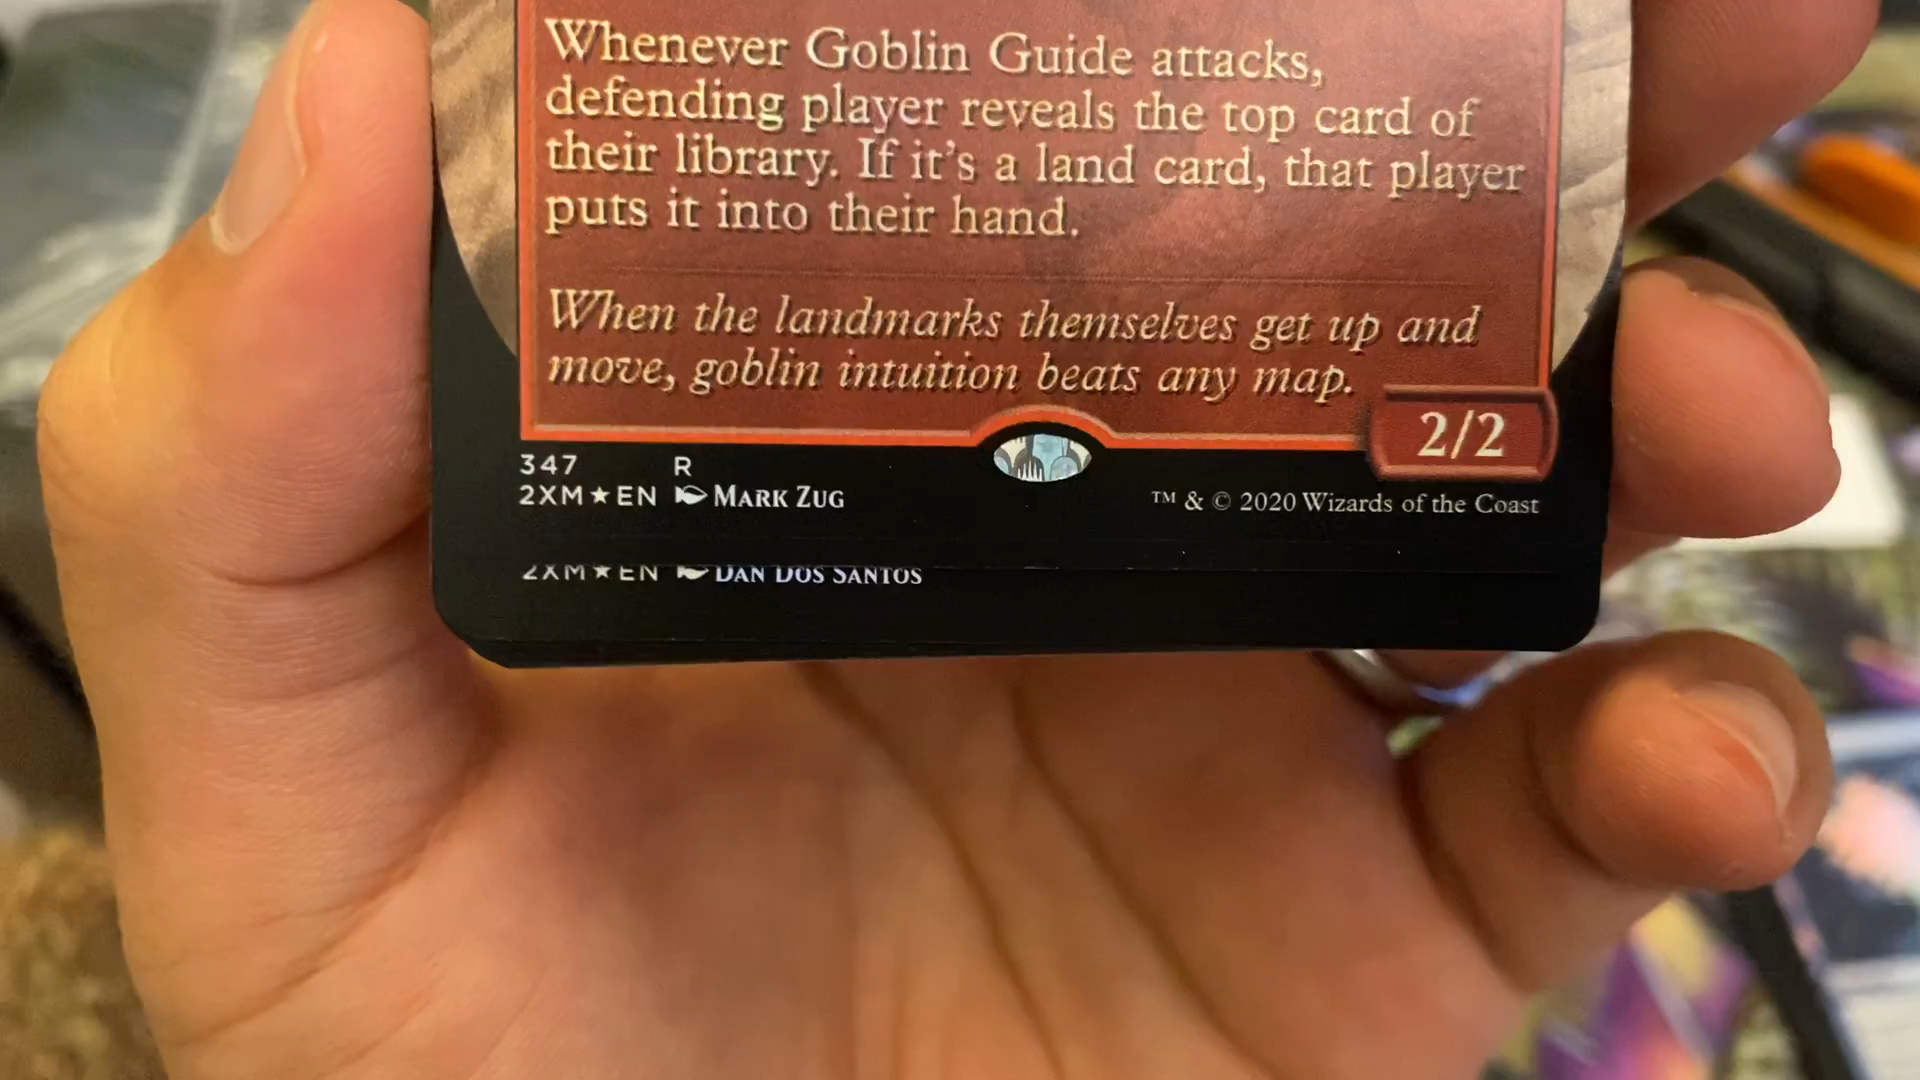 Whenever Goblin Guide attacks,
defending player reveals the top card of
their library. If it's a land card, that player
puts it into their hand.
When the landmarks themselves get up and
move, goblin intuition beats any map.
2/2
347 R
2XM★EN MARK ZUG
™ & © 2020 Wizards of the Coast
2XM★EN DAN DOS SANTOS